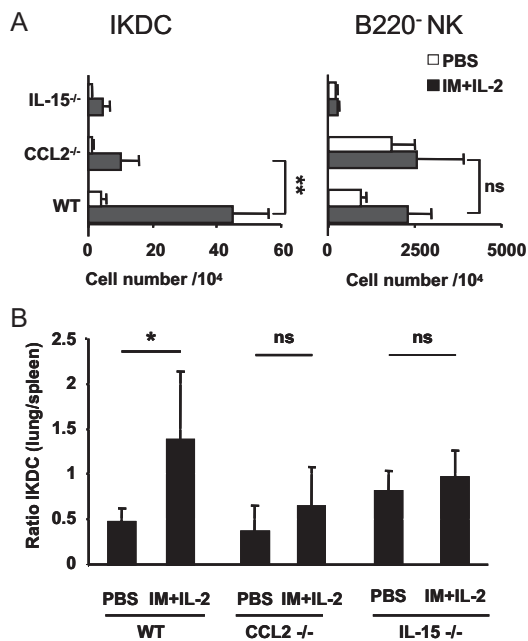 A
IKDC
B220- NK
PBS
IM+IL-2
IL-15-/-
CCL2-/-
WT
**
ns
0 20 40 60
0 2500 5000
Cell number /10⁴
Cell number /10⁴
B
Ratio IKDC (lung/spleen)
2.5
2
1.5
1
0.5
0
*
ns
ns
PBS IM+IL-2 PBS IM+IL-2 PBS IM+IL-2
WT CCL2 -/- IL-15 -/-